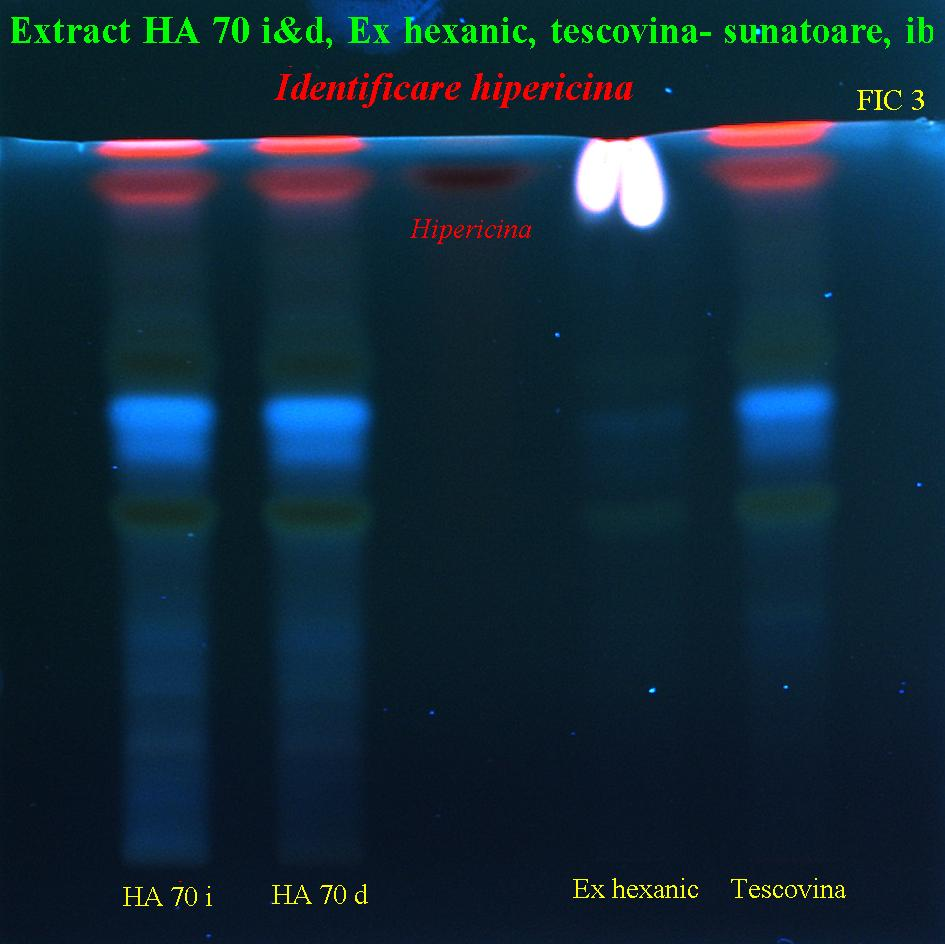 Extract HA 70 i&d, Ex hexanic, tescovina- sunatoare, ib
Identificare hipericina
FIC 3
Hipericina
HA 70 i
HA 70 d
Ex hexanic
Tescovina